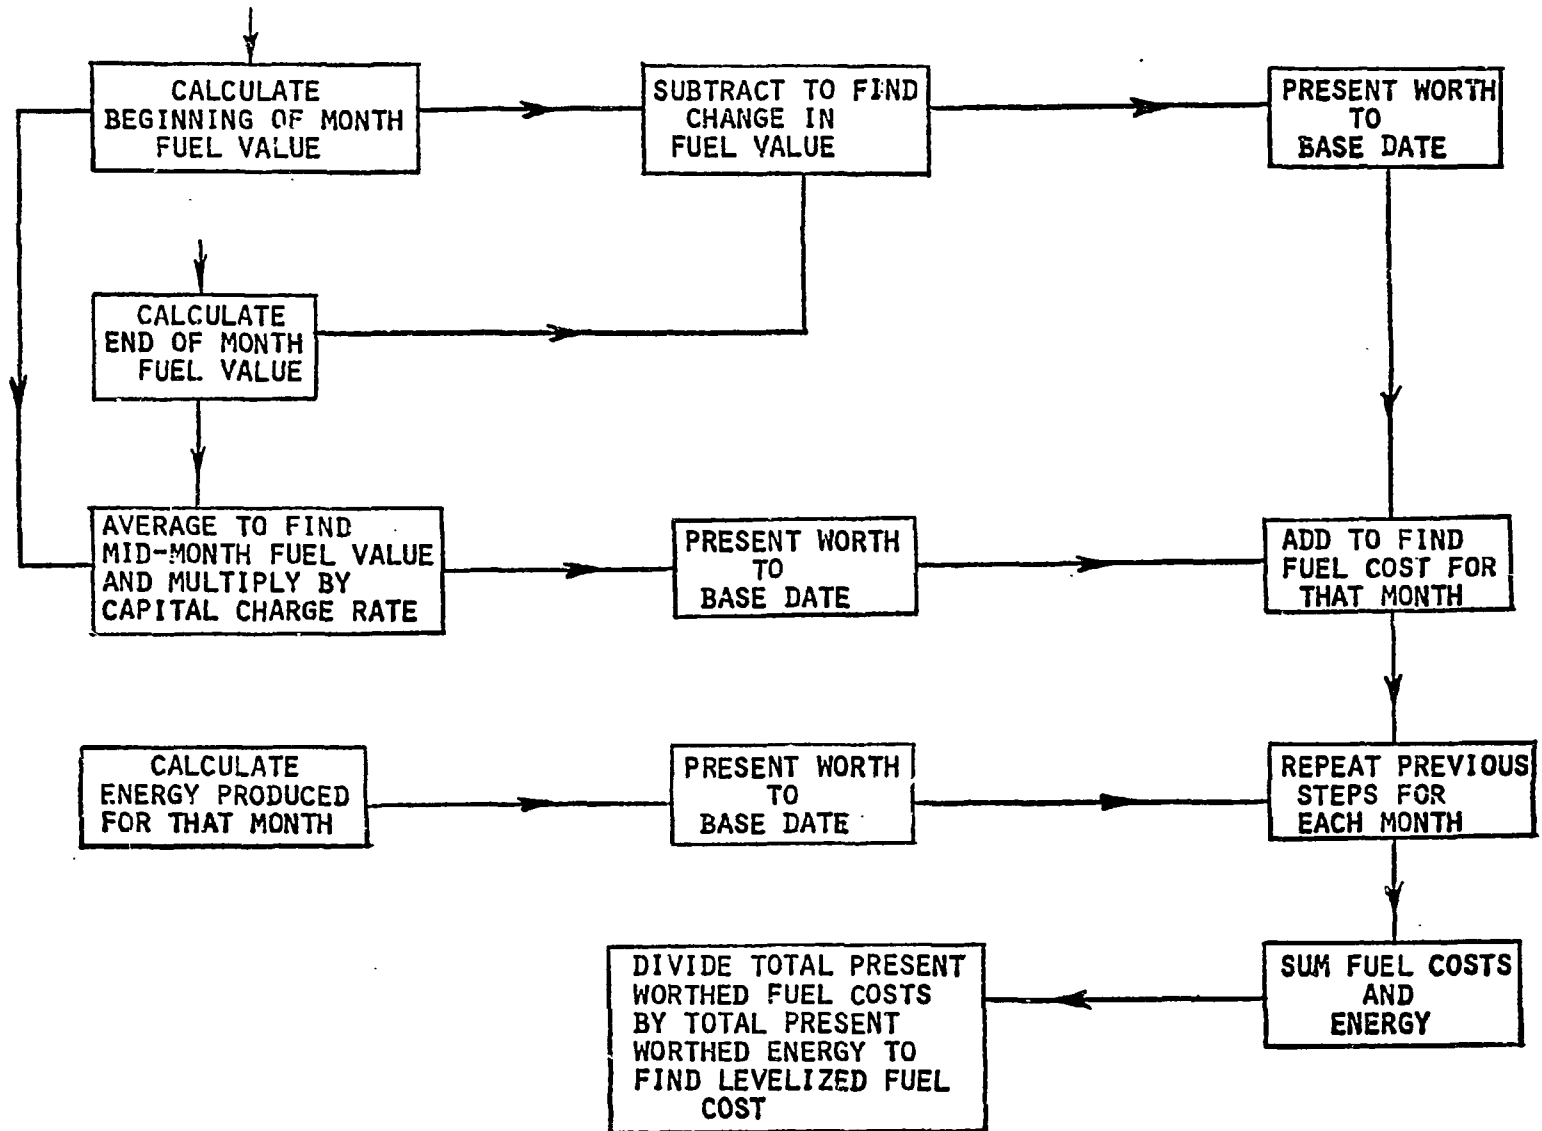 CALCULATE
BEGINNING OF MONTH
FUEL VALUE
SUBTRACT TO FIND
CHANGE IN
FUEL VALUE
PRESENT WORTH
TO
BASE DATE
CALCULATE
END OF MONTH
FUEL VALUE
AVERAGE TO FIND
MID-MONTH FUEL VALUE
AND MULTIPLY BY
CAPITAL CHARGE RATE
PRESENT WORTH
TO
BASE DATE
ADD TO FIND
FUEL COST FOR
THAT MONTH
CALCULATE
ENERGY PRODUCED
FOR THAT MONTH
PRESENT WORTH
TO
BASE DATE
REPEAT PREVIOUS
STEPS FOR
EACH MONTH
SUM FUEL COSTS
AND
ENERGY
DIVIDE TOTAL PRESENT
WORTHED FUEL COSTS
BY TOTAL PRESENT
WORTHED ENERGY TO
FIND LEVELIZED FUEL
COST